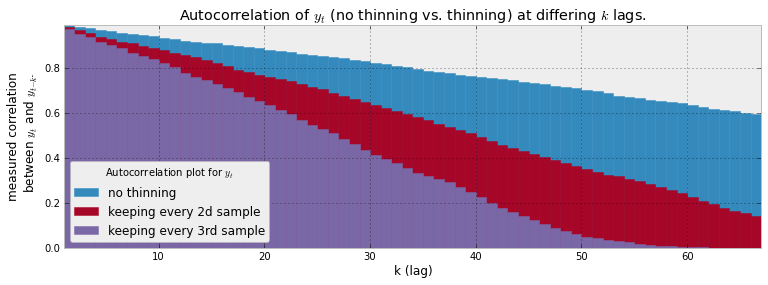 Autocorrelation of y_t (no thinning vs. thinning) at differing k lags.
measured correlation
between y_t and y_{t-k}.
0.8
0.6
0.4
0.2
0.0
Autocorrelation plot for y_t
no thinning
keeping every 2d sample
keeping every 3rd sample
10 20 30 40 50 60
k (lag)